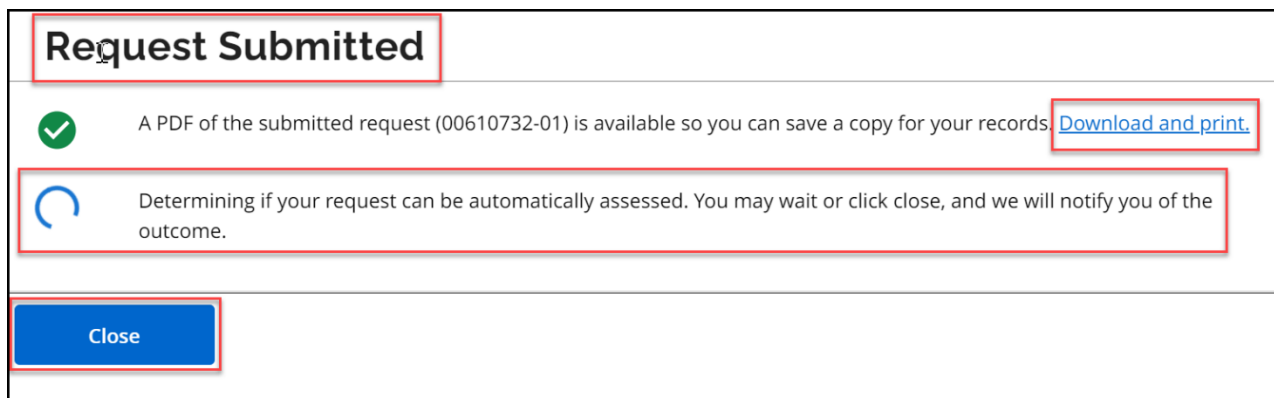 Request Submitted
A PDF of the submitted request (00610732-01) is available so you can save a copy for your records. Download and print.
Determining if your request can be automatically assessed. You may wait or click close, and we will notify you of the
outcome.
Close